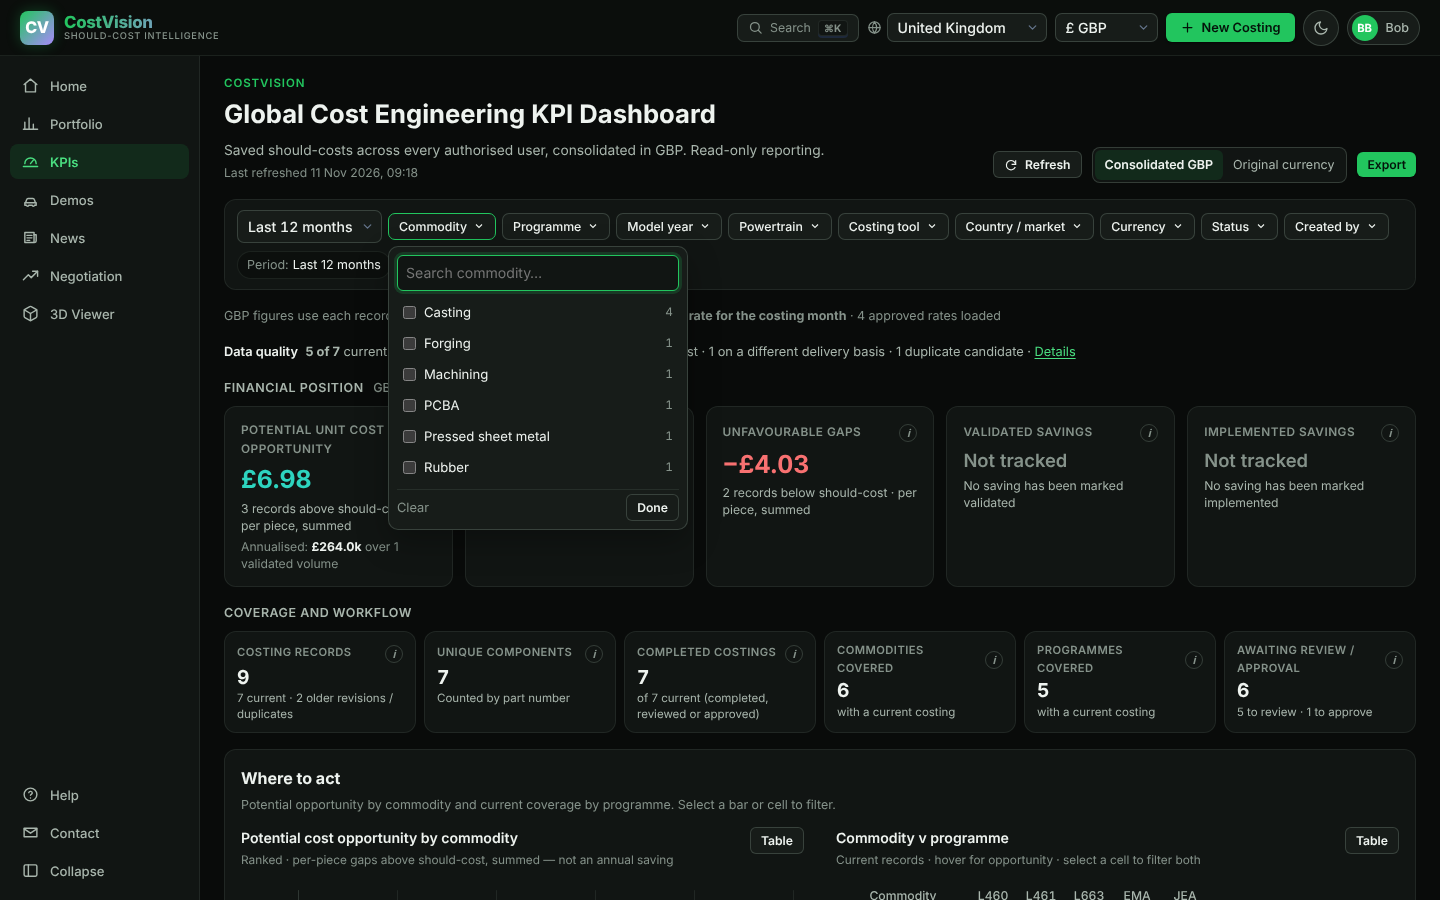 CV CostVision
SHOULD-COST INTELLIGENCE
Search ⌘K
United Kingdom
£ GBP
+ New Costing
BB Bob
Home
Portfolio
KPIs
Demos
News
Negotiation
3D Viewer
Help
Contact
Collapse
COSTVISION
Global Cost Engineering KPI Dashboard
Saved should-costs across every authorised user, consolidated in GBP. Read-only reporting.
Last refreshed 11 Nov 2026, 09:18
Refresh
Consolidated GBP
Original currency
Export
Last 12 months
Commodity
Programme
Model year
Powertrain
Costing tool
Country / market
Currency
Status
Created by
Period: Last 12 months
Search commodity...
Casting 4
Forging 1
Machining 1
PCBA 1
Pressed sheet metal 1
Rubber 1
Clear
Done
GBP figures use each
rate for the costing month · 4 approved rates loaded
Data quality 5 of 7 current
· 1 on a different delivery basis · 1 duplicate candidate · Details
FINANCIAL POSITION
POTENTIAL UNIT COST
OPPORTUNITY
£6.98
3 records above
per piece, summed
Annualised: £264.0k over 1
validated volume
UNFAVOURABLE GAPS i
−£4.03
2 records below should-cost · per
piece, summed
VALIDATED SAVINGS i
Not tracked
No saving has been marked
validated
IMPLEMENTED SAVINGS i
Not tracked
No saving has been marked
implemented
COVERAGE AND WORKFLOW
COSTING RECORDS i
9
7 current · 2 older revisions /
duplicates
UNIQUE COMPONENTS i
7
Counted by part number
COMPLETED COSTINGS i
7
of 7 current (completed,
reviewed or approved)
COMMODITIES
COVERED i
6
with a current costing
PROGRAMMES
COVERED i
5
with a current costing
AWAITING REVIEW /
APPROVAL i
6
5 to review · 1 to approve
Where to act
Potential opportunity by commodity and current coverage by programme. Select a bar or cell to filter.
Potential cost opportunity by commodity
Table
Ranked · per-piece gaps above should-cost, summed — not an annual saving
Commodity v programme
Table
Current records · hover for opportunity · select a cell to filter both
Commodity L460 L461 L663 EMA JEA